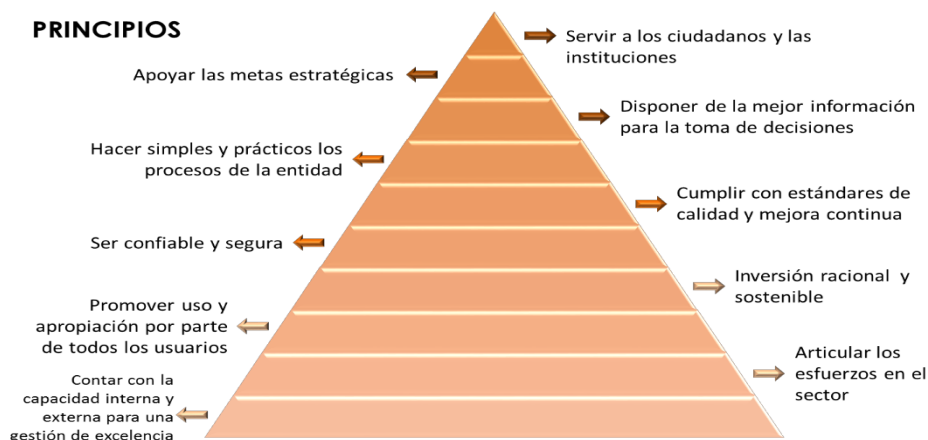 PRINCIPIOS
Servir a los ciudadanos y las
instituciones
Apoyar las metas estratégicas
Disponer de la mejor información
para la toma de decisiones
Hacer simples y prácticos los
procesos de la entidad
Cumplir con estándares de
calidad y mejora continua
Ser confiable y segura
Inversión racional y
sostenible
Promover uso y
apropiación por parte
de todos los usuarios
Articular los
esfuerzos en el
sector
Contar con la
capacidad interna y
externa para una
gestión de excelencia